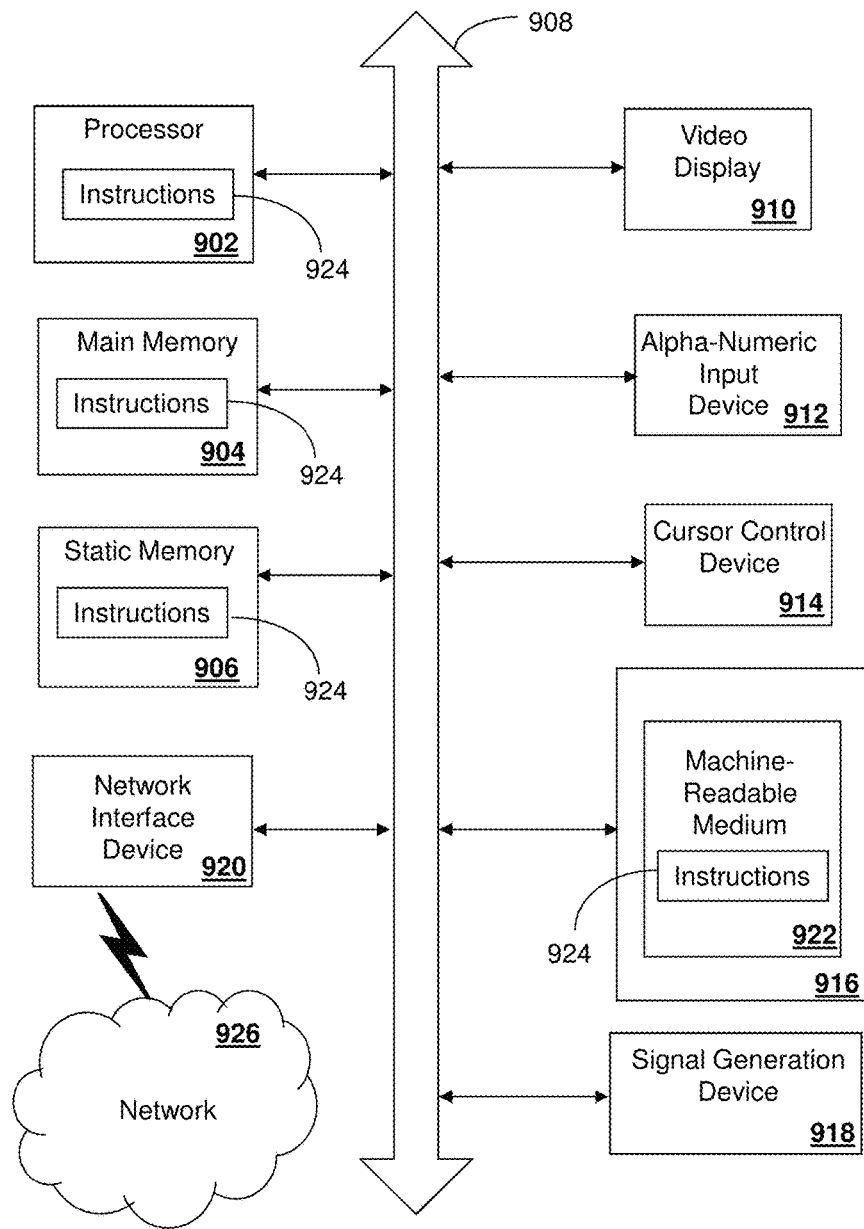 908
Processor
Instructions
902
924
Main Memory
Instructions
904
924
Static Memory
Instructions
906
924
Network
Interface
Device
920
926
Network
Video
Display
910
Alpha-Numeric
Input
Device
912
Cursor Control
Device
914
Machine-
Readable
Medium
Instructions
924
922
916
Signal Generation
Device
918